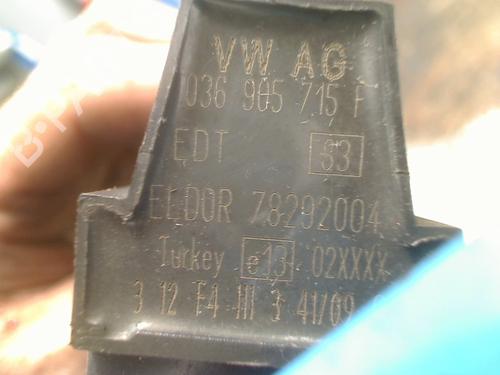 VW AG
036 905 715 F
EDT S3
ELDOR 78292004
Turkey e13 02XXXX
3 12 F4 III 3 41/09